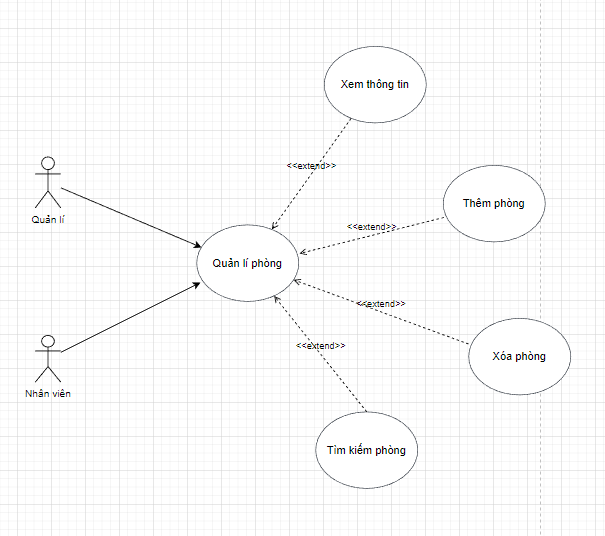 Xem thông tin
<<extend>>
Quản lí
Thêm phòng
<<extend>>
Quản lí phòng
<<extend>>
Xóa phòng
<<extend>>
Nhân viên
Tìm kiếm phòng